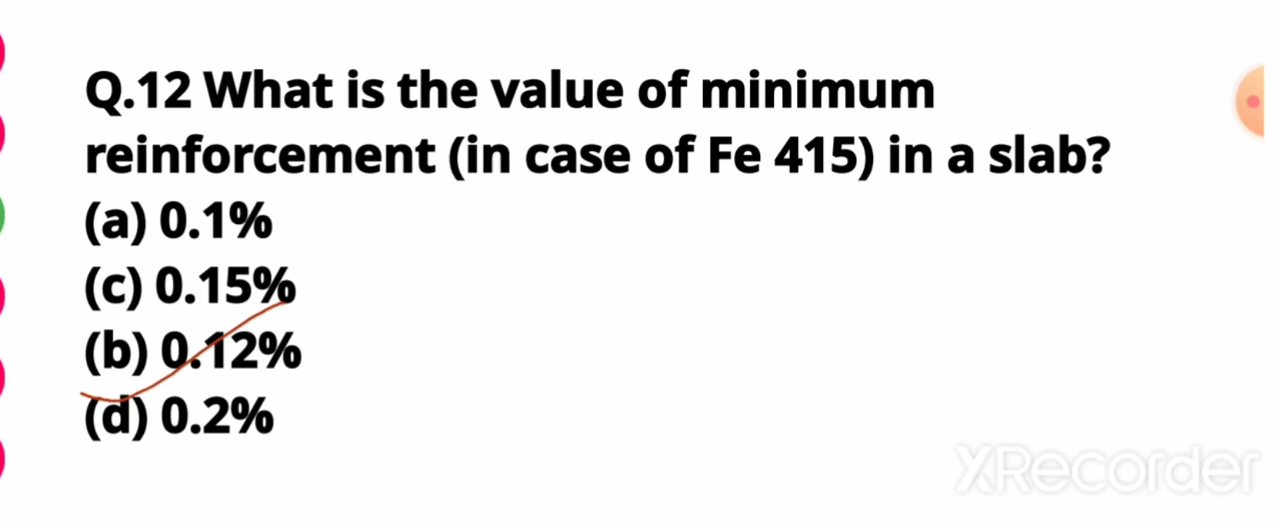 Q.12 What is the value of minimum
reinforcement (in case of Fe 415) in a slab?
(a) 0.1%
(c) 0.15%
(b) 0.12%
(d) 0.2%
XRecorder